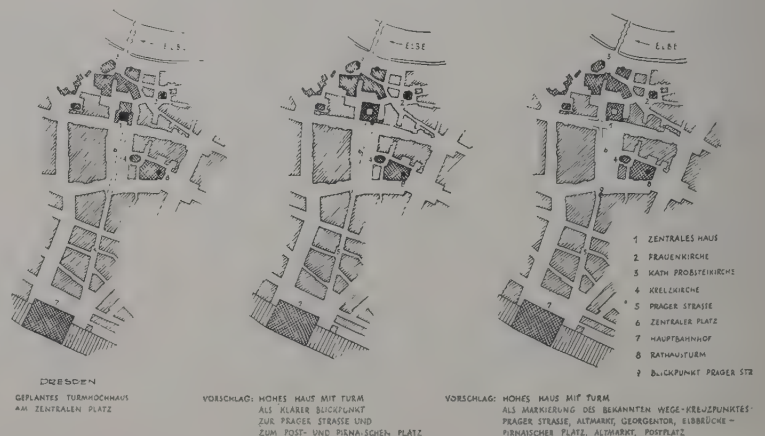 ELBE
ELBE
ELBE
1 ZENTRALES HAUS
2 FRAUENKIRCHE
3 KATH PROBSTEIKIRCHE
4 KREUZKIRCHE
5 PRAGER STRASSE
6 ZENTRALER PLATZ
7 HAUPTBAHNHOF
8 RATHAUSTURM
9 BLICKPUNKT PRAGER STR
DRESDEN
GEPLANTES TURMHOCHHAUS
AM ZENTRALEN PLATZ
VORSCHLAG: HOHES HAUS MIT TURM
ALS KLARER BLICKPUNKT
ZUR PRAGER STRASSE UND
ZUM POST- UND PIRNA-SCHEN PLATZ
VORSCHLAG: HOHES HAUS MIT TURM
ALS MARKIERUNG DES BEKANNTEN WEGE-KREUZPUNKTES:
PRAGER STRASSE, ALTMARKT, GEORGENTOR, ELBBRÜCKE -
PIRNAISCHER PLATZ, ALTMARKT, POSTPLATZ